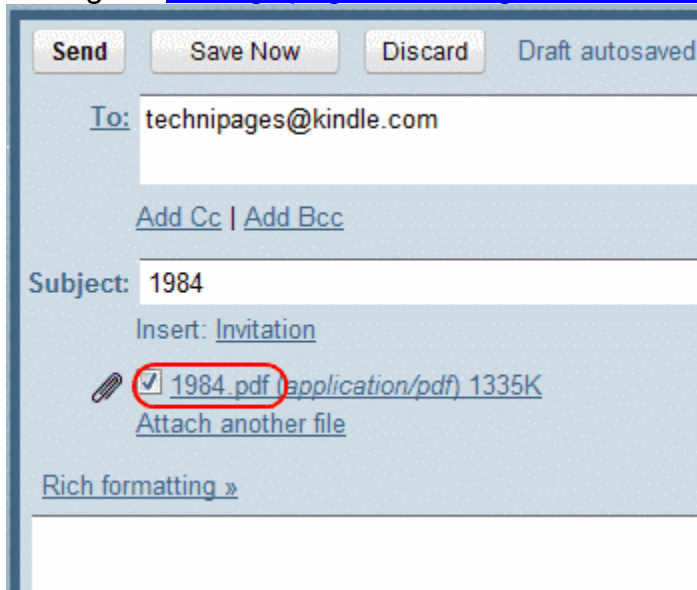 Send Save Now Discard Draft autosaved
To: technipages@kindle.com
Add Cc | Add Bcc
Subject: 1984
Insert: Invitation
1984.pdf (application/pdf) 1335K
Attach another file
Rich formatting »